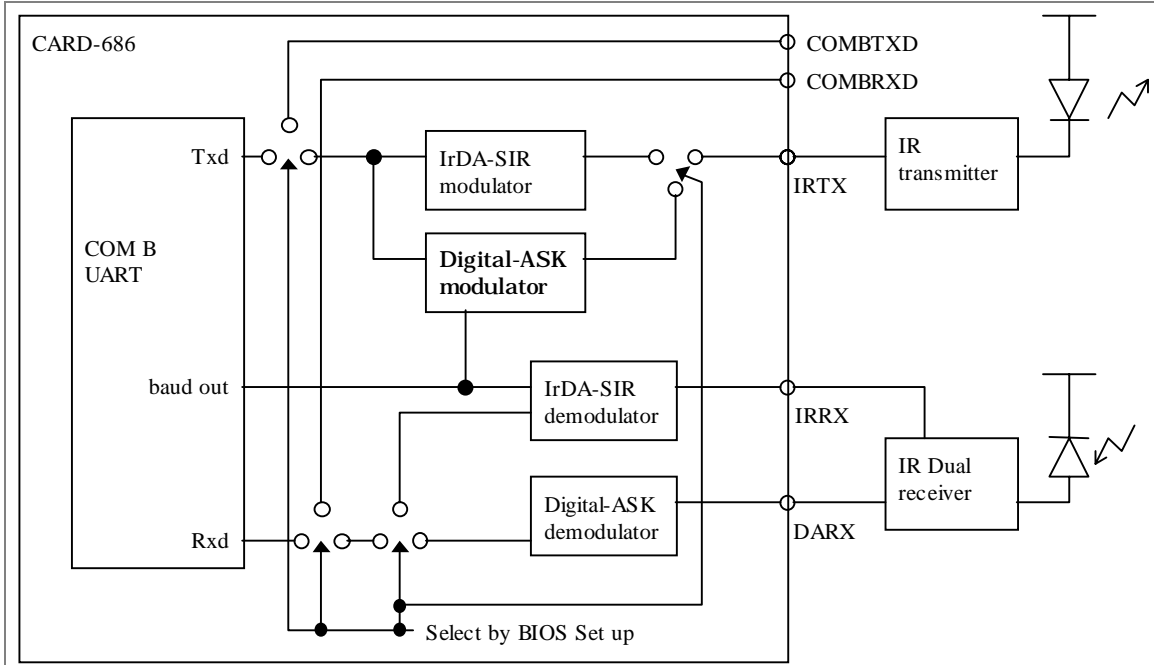 CARD-686
COMBTXD
COMBRXD
Txd
IrDA-SIR
modulator
IRTX
IR
transmitter
COM B
UART
Digital-ASK
modulator
baud out
IrDA-SIR
demodulator
IRRX
IR Dual
receiver
Digital-ASK
demodulator
DARX
Rxd
Select by BIOS Set up